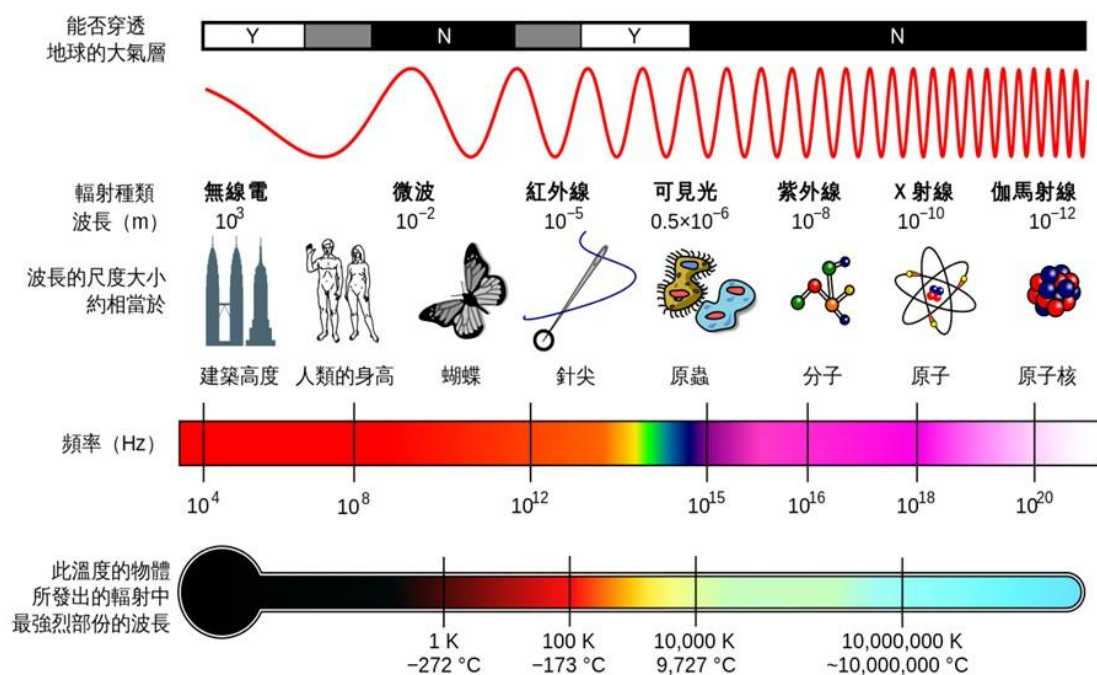 能否穿透
地球的大氣層
Y N Y N
輻射種類 無線電 微波 紅外線 可見光 紫外線 X 射線 伽馬射線
波長（m） 10³ 10⁻² 10⁻⁵ 0.5×10⁻⁶ 10⁻⁸ 10⁻¹⁰ 10⁻¹²
波長的尺度大小
約相當於
建築高度 人類的身高 蝴蝶 針尖 原蟲 分子 原子 原子核
頻率（Hz）
10⁴ 10⁸ 10¹² 10¹⁵ 10¹⁶ 10¹⁸ 10²⁰
此溫度的物體
所發出的輻射中
最強烈部份的波長
1 K 100 K 10,000 K 10,000,000 K
−272 °C −173 °C 9,727 °C ~10,000,000 °C